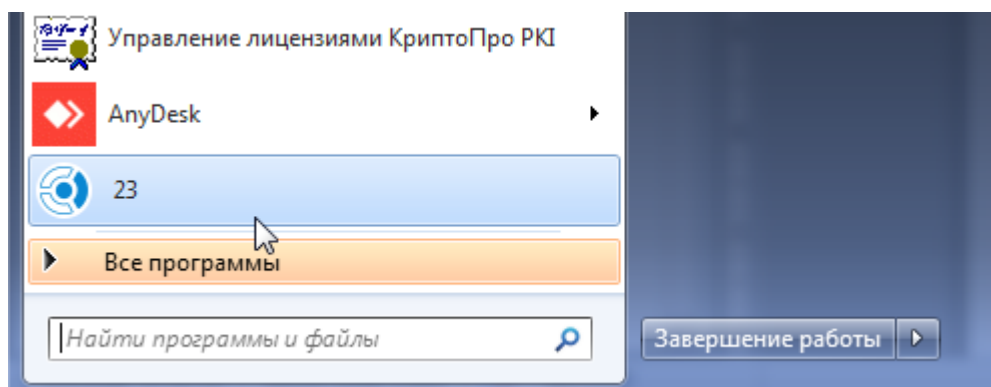 Управление лицензиями КриптоПро PKI
AnyDesk
23
Все программы
Найти программы и файлы
Завершение работы